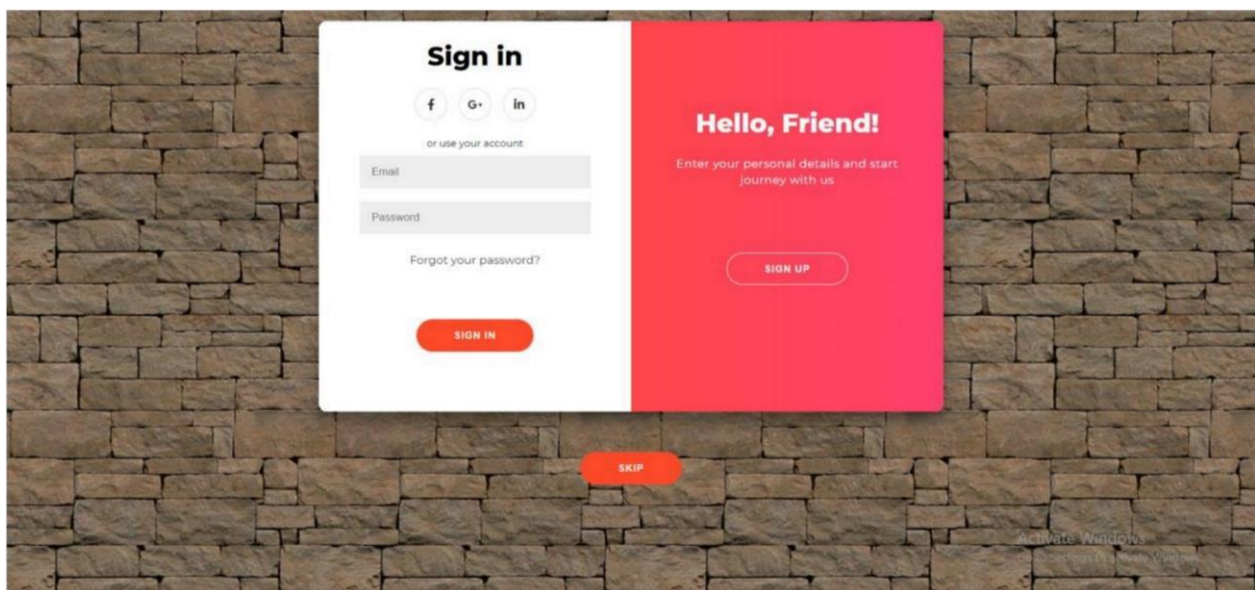 Sign in
f G+ in
or use your account
Email
Password
Forgot your password?
SIGN IN
Hello, Friend!
Enter your personal details and start
journey with us
SIGN UP
SKIP
Activate Windows